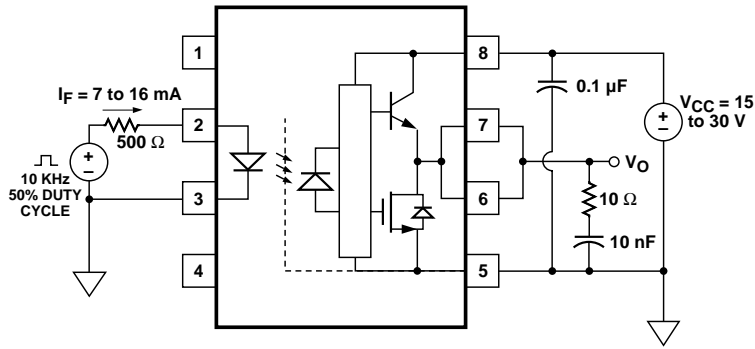 1
8
I_F = 7 to 16 mA
0.1 µF
V_CC = 15
to 30 V
+
–
2
500 Ω
7
V_O
+
–
10 KHz
50% DUTY
CYCLE
3
6
10 Ω
10 nF
4
5